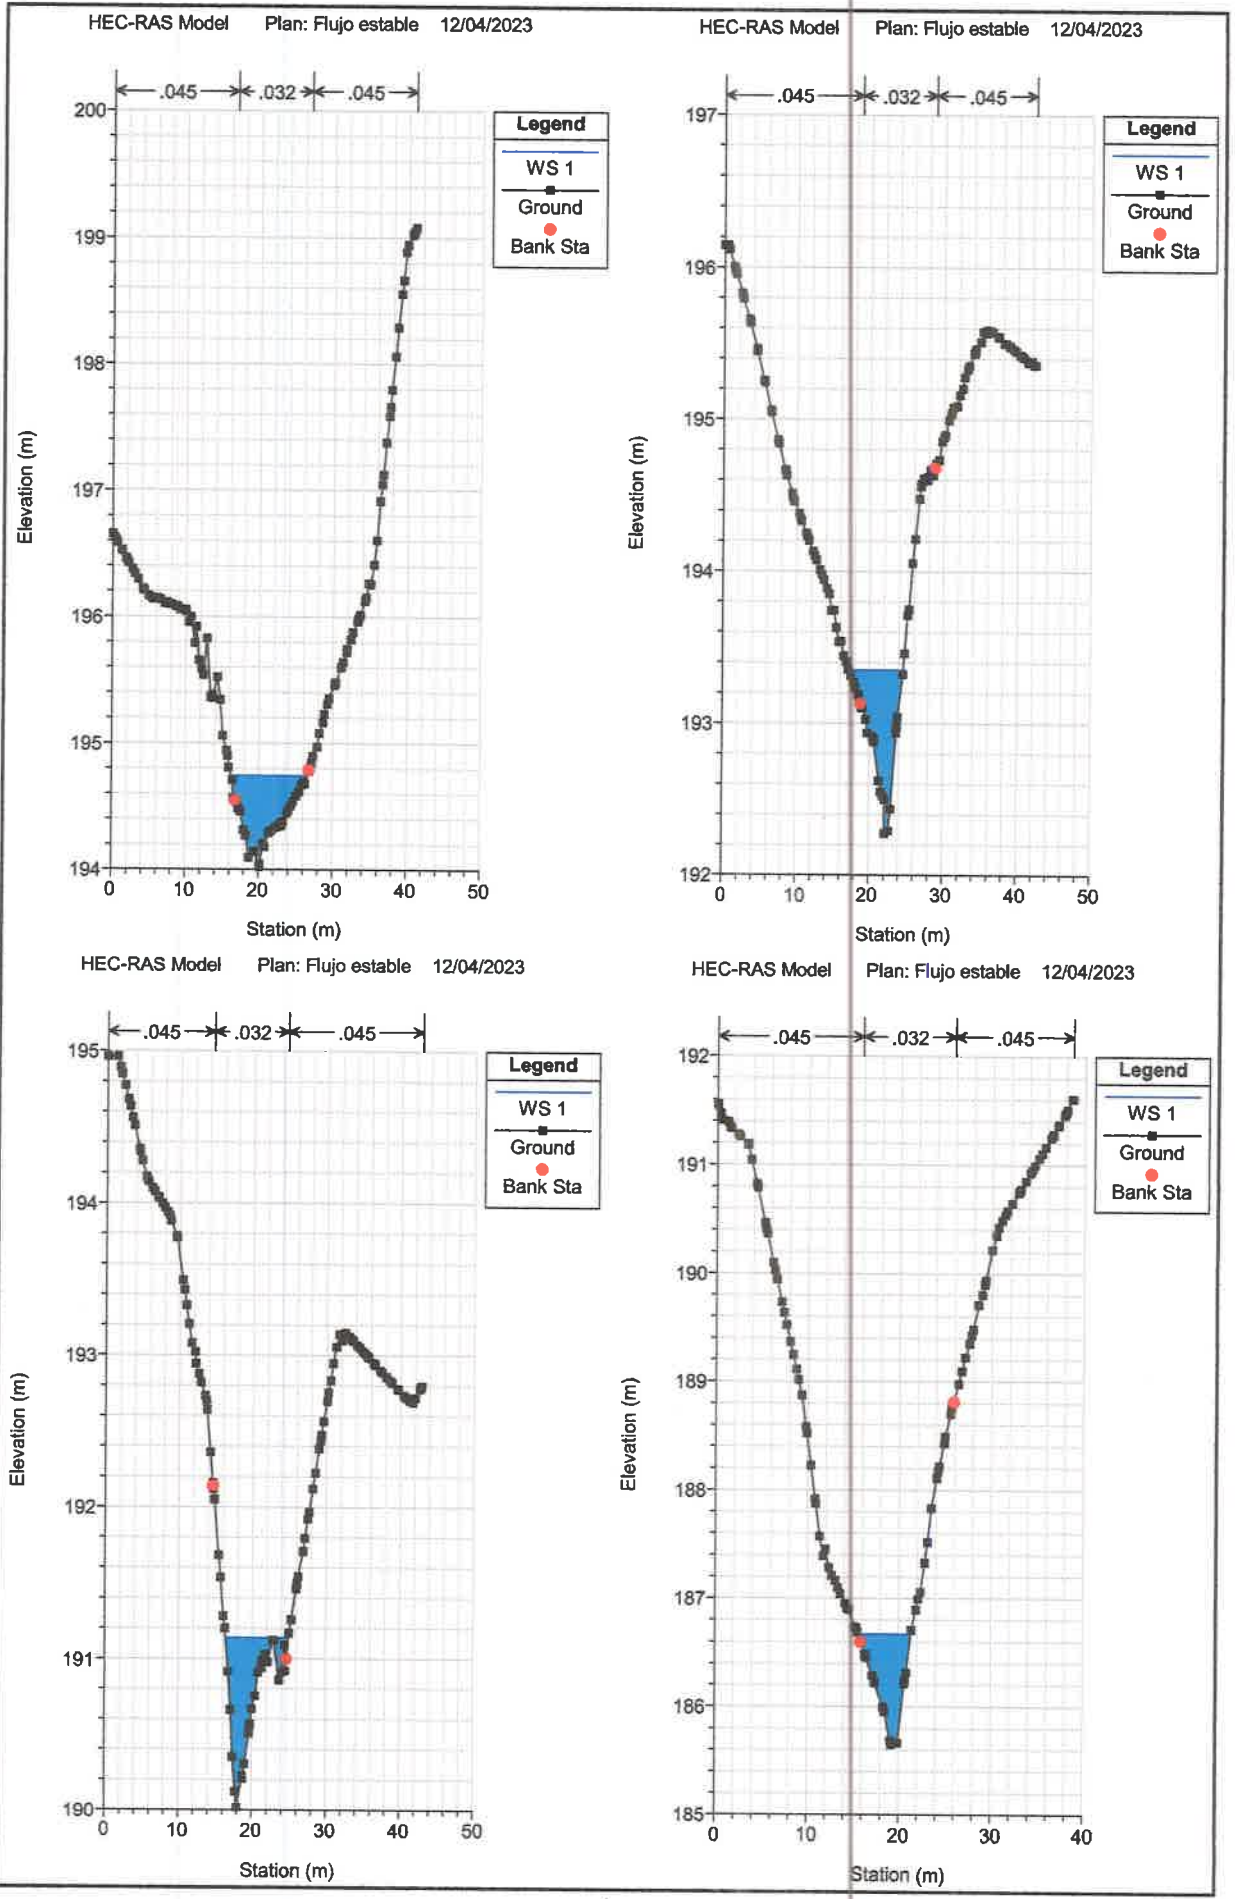 HEC-RAS Model Plan: Flujo estable 12/04/2023
.045 .032 .045
200
199
198
197
196
195
194
0 10 20 30 40 50
Elevation (m)
Station (m)
Legend
WS 1
Ground
Bank Sta
HEC-RAS Model Plan: Flujo estable 12/04/2023
.045 .032 .045
197
196
195
194
193
192
0 10 20 30 40 50
Elevation (m)
Station (m)
Legend
WS 1
Ground
Bank Sta
HEC-RAS Model Plan: Flujo estable 12/04/2023
.045 .032 .045
195
194
193
192
191
190
0 10 20 30 40 50
Elevation (m)
Station (m)
Legend
WS 1
Ground
Bank Sta
HEC-RAS Model Plan: Flujo estable 12/04/2023
.045 .032 .045
192
191
190
189
188
187
186
185
0 10 20 30 40
Elevation (m)
Station (m)
Legend
WS 1
Ground
Bank Sta